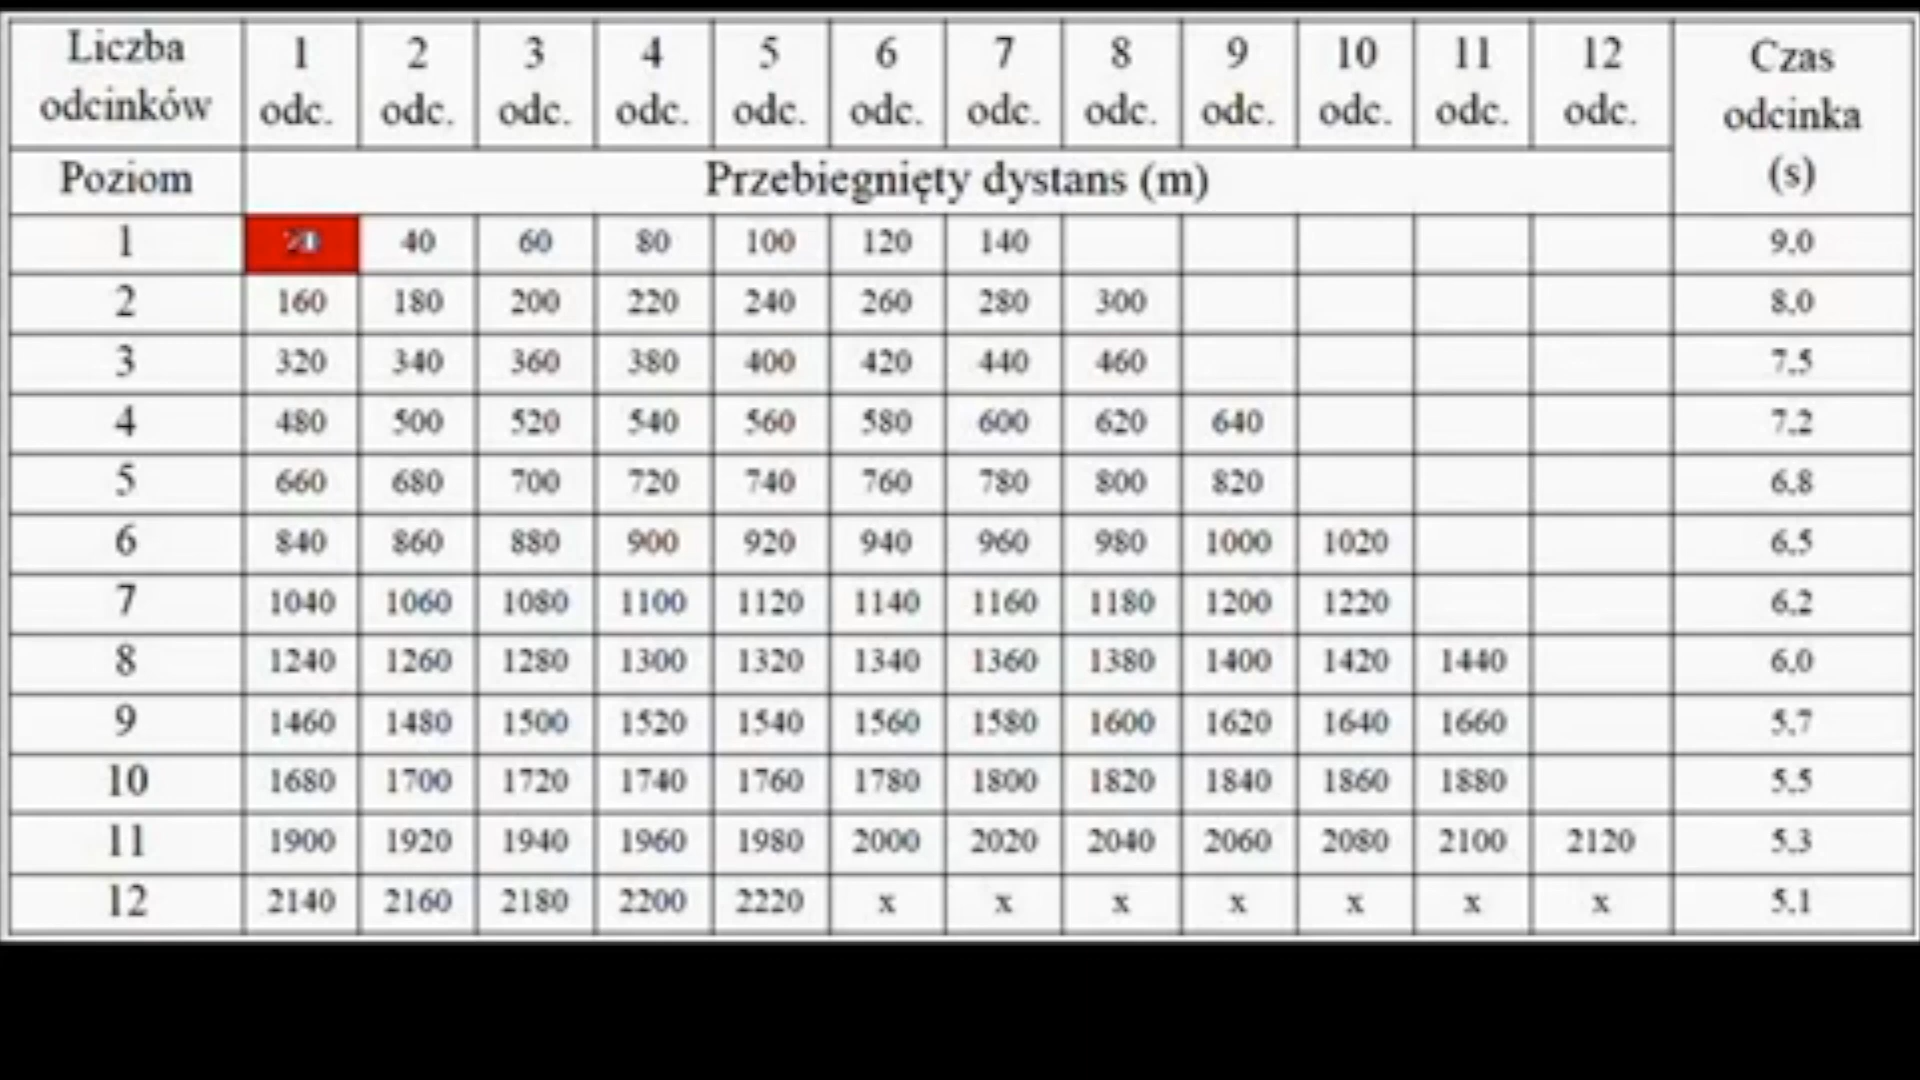 Liczba odcinków 1 odc. 2 odc. 3 odc. 4 odc. 5 odc. 6 odc. 7 odc. 8 odc. 9 odc. 10 odc. 11 odc. 12 odc. Czas odcinka (s)
Poziom Przebiegnięty dystans (m)
1 20 40 60 80 100 120 140 9,0
2 160 180 200 220 240 260 280 300 8,0
3 320 340 360 380 400 420 440 460 7,5
4 480 500 520 540 560 580 600 620 640 7,2
5 660 680 700 720 740 760 780 800 820 6,8
6 840 860 880 900 920 940 960 980 1000 1020 6,5
7 1040 1060 1080 1100 1120 1140 1160 1180 1200 1220 6,2
8 1240 1260 1280 1300 1320 1340 1360 1380 1400 1420 1440 6,0
9 1460 1480 1500 1520 1540 1560 1580 1600 1620 1640 1660 5,7
10 1680 1700 1720 1740 1760 1780 1800 1820 1840 1860 1880 5,5
11 1900 1920 1940 1960 1980 2000 2020 2040 2060 2080 2100 2120 5,3
12 2140 2160 2180 2200 2220 x x x x x x x 5,1